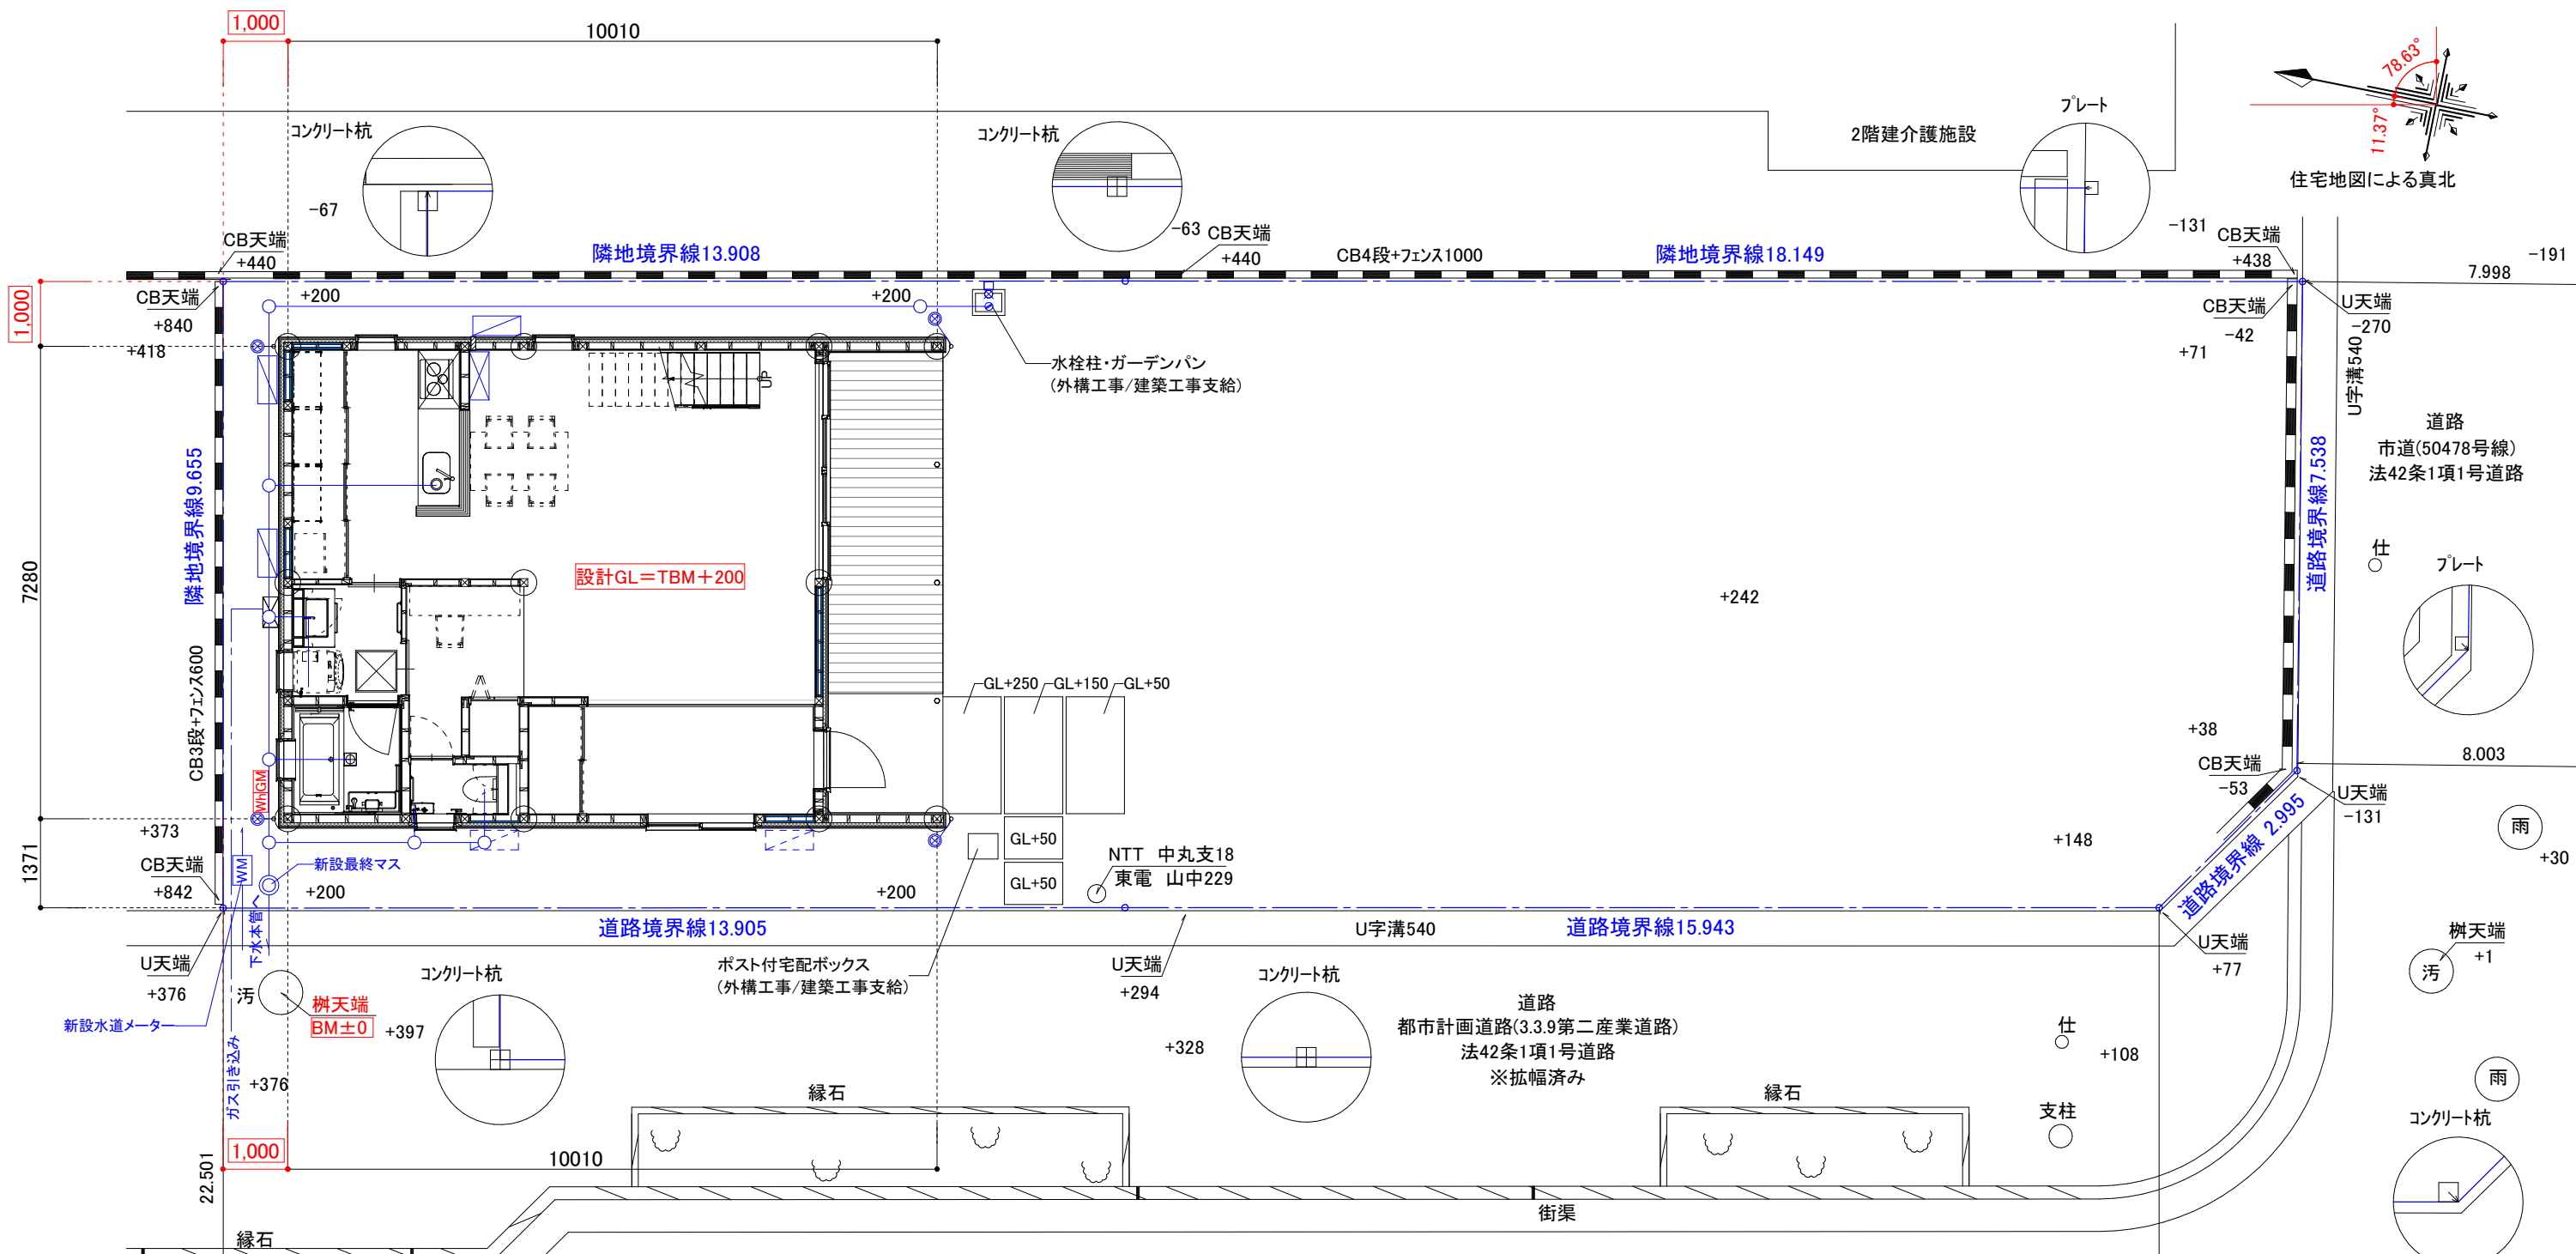 1,000
10010
コンクリート杭
コンクリート杭
2階建介護施設
プレート
78.63°
11.37°
住宅地図による真北
-67
-63
-131
-191
CB天端
+440
隣地境界線13.908
CB天端
+440
CB4段+フェンス1000
隣地境界線18.149
CB天端
+438
7.998
1,000
CB天端
+840
+418
+200
+200
CB天端
-42
+71
U天端
-270
U字溝540
水栓柱・ガーデンパン
(外構工事/建築工事支給)
UP
道路
市道(50478号線)
法42条1項1号道路
隣地境界線9.655
道路境界線7.538
仕
プレート
7280
設計GL=TBM+200
+242
CB3段+フェンス600
GL+250
GL+150
GL+50
+38
CB天端
-53
8.003
U天端
-131
道路境界線 2.995
雨
+30
WhGM
+373
CB天端
+842
1371
WM
新設最終マス
+200
+200
GL+50
GL+50
NTT 中丸支18
東電 山中229
+148
道路境界線13.905
U字溝540
道路境界線15.943
下水本管へ
U天端
+376
汚
桝天端
BM±0
+397
新設水道メーター
ガス引き込み
+376
コンクリート杭
ポスト付宅配ボックス
(外構工事/建築工事支給)
U天端
+294
コンクリート杭
+328
道路
都市計画道路(3.3.9第二産業道路)
法42条1項1号道路
※拡幅済み
U天端
+77
桝天端
+1
汚
仕
+108
雨
支柱
コンクリート杭
縁石
縁石
1,000
10010
22.501
街渠
縁石